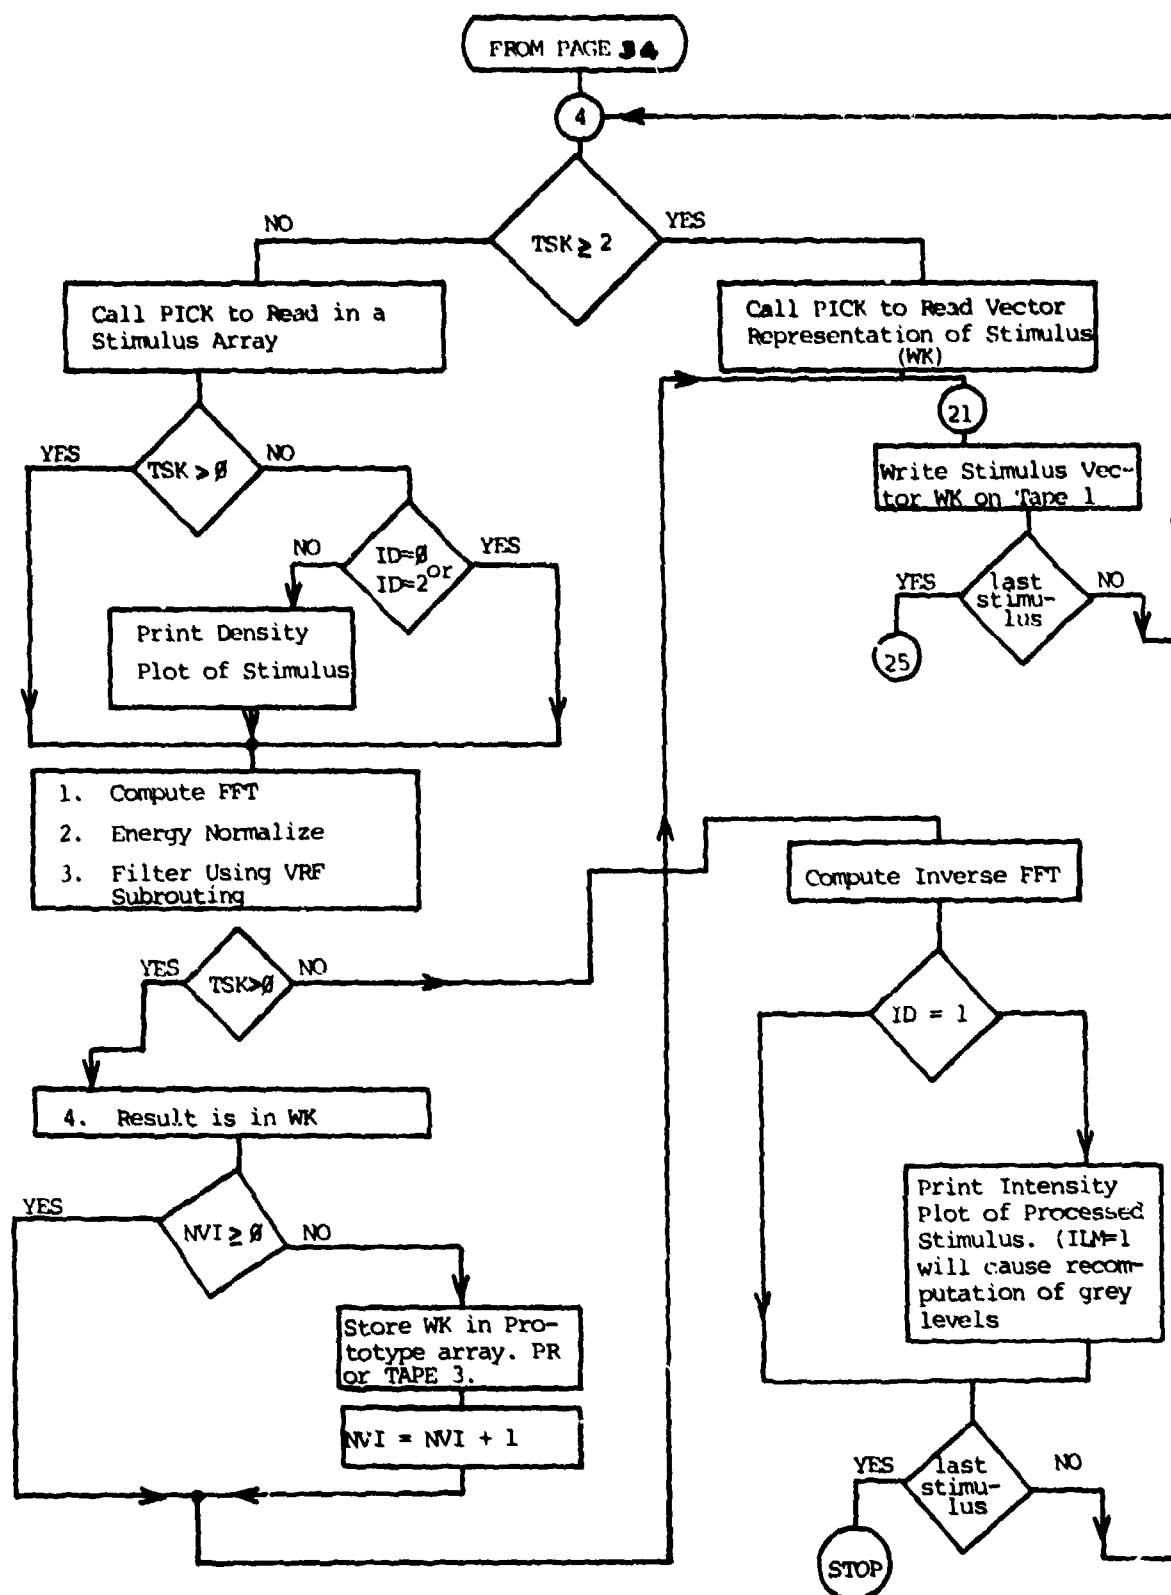 FROM PAGE 34
4
NO
YES
TSK ≥ 2
Call PICK to Read in a
Stimulus Array
Call PICK to Read Vector
Representation of Stimulus
(WK)
21
YES
NO
TSK > Ø
Write Stimulus Vec-
tor WK on Tape 1
NO
YES
ID=Ø
or
ID=2
YES
NO
last
stimu-
lus
25
Print Density
Plot of Stimulus
1. Compute FFT
2. Energy Normalize
3. Filter Using VRF
Subrouting
Compute Inverse FFT
YES
NO
TSK>Ø
ID = 1
4. Result is in WK
YES
NO
NVI ≥ Ø
Print Intensity
Plot of Processed
Stimulus. (ILM=1
will cause recom-
putation of grey
levels
Store WK in Pro-
totype array. PR
or TAPE 3.
NVI = NVI + 1
YES
NO
last
stimu-
lus
STOP